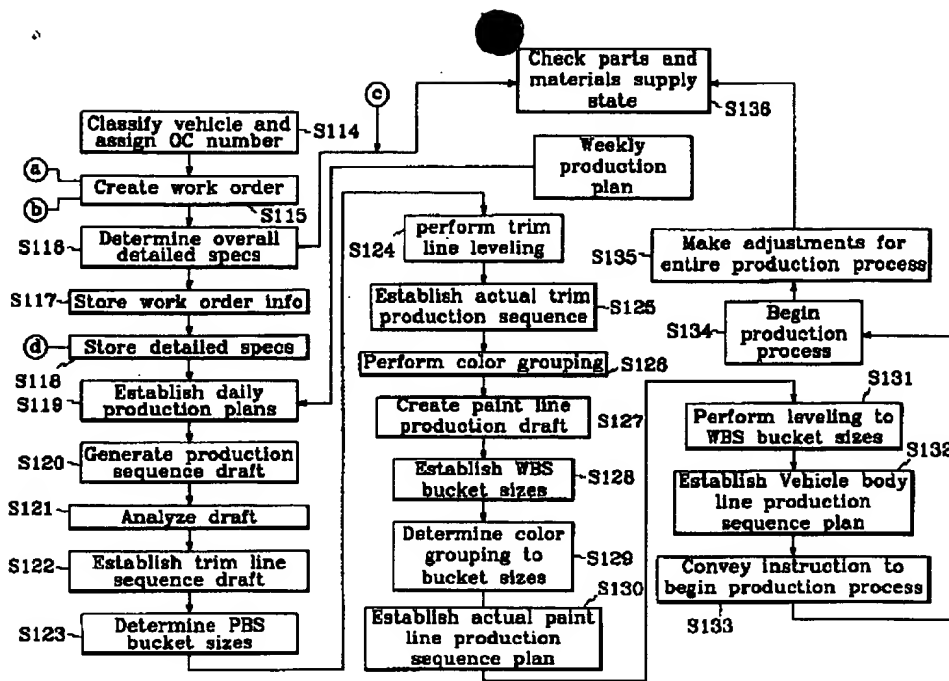 Check parts and
materials supply
state
S136
c
Classify vehicle and
assign OC number
S114
Weekly
production
plan
a
Create work order
b
S115
S116
Determine overall
detailed specs
S117
Store work order info
d
Store detailed specs
S118
S119
Establish daily
production plans
S120
Generate production
sequence draft
S121
Analyze draft
S122
Establish trim line
sequence draft
S123
Determine PBS
bucket sizes
S124
perform trim
line leveling
Establish actual trim
production sequence
S125
Perform color grouping
S126
Create paint line
production draft
S127
Establish WBS
bucket sizes
S128
Determine color
grouping to
bucket sizes
S129
S130
Establish actual paint
line production
sequence plan
S135
Make adjustments for
entire production process
S134
Begin
production
process
S131
Perform leveling to
WBS bucket sizes
S132
Establish Vehicle body
line production
sequence plan
Convey instruction to
begin production process
S133